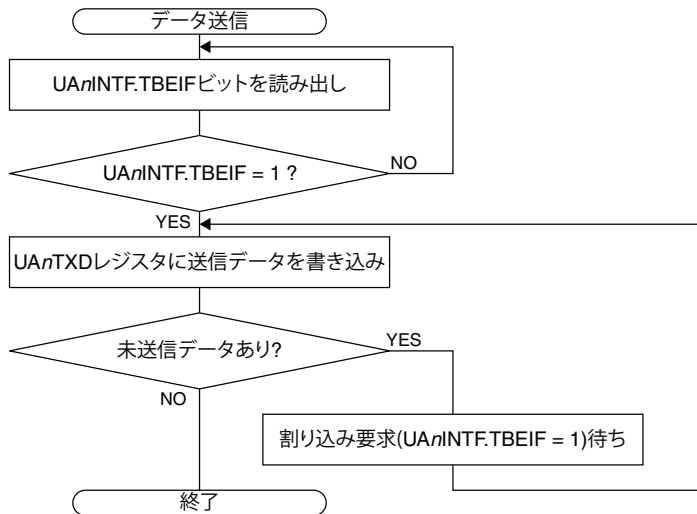 データ送信
UAnINTF.TBEIFビットを読み出し
UAnINTF.TBEIF = 1 ?
NO
YES
UAnTXDレジスタに送信データを書き込み
未送信データあり?
YES
NO
割り込み要求(UAnINTF.TBEIF = 1)待ち
終了